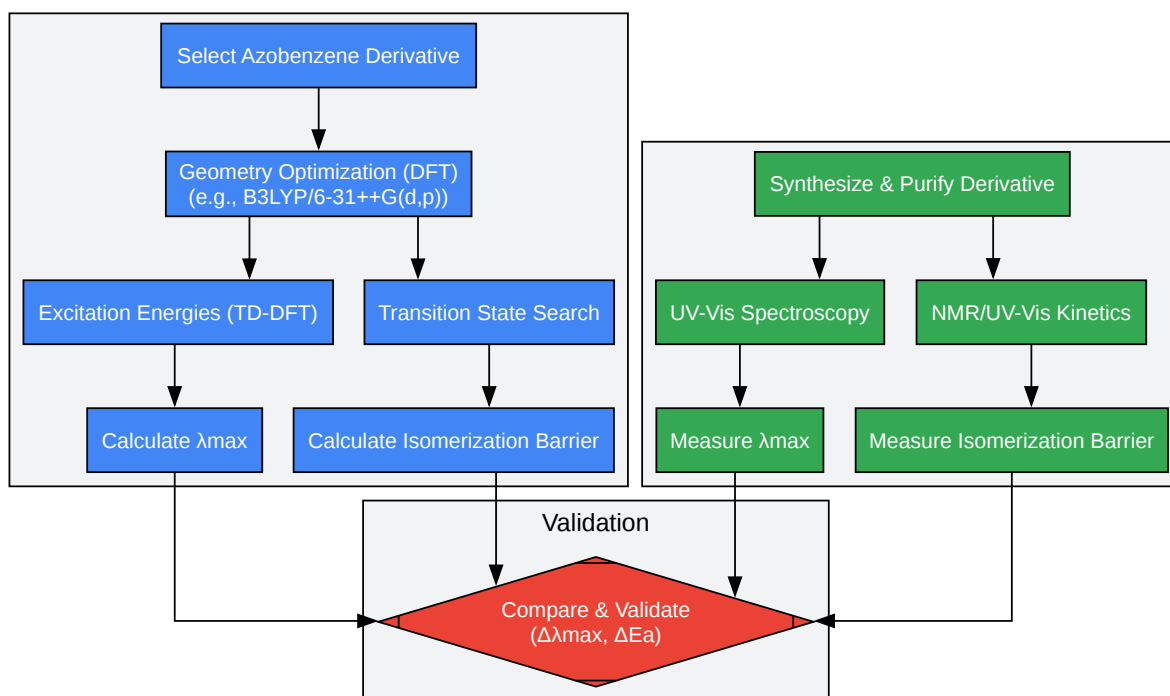 Select Azobenzene Derivative
Geometry Optimization (DFT)
(e.g., B3LYP/6-31++G(d,p))
Synthesize & Purify Derivative
Excitation Energies (TD-DFT)
Transition State Search
UV-Vis Spectroscopy
NMR/UV-Vis Kinetics
Calculate λmax
Calculate Isomerization Barrier
Measure λmax
Measure Isomerization Barrier
Validation
Compare & Validate
(Δλmax, ΔEa)